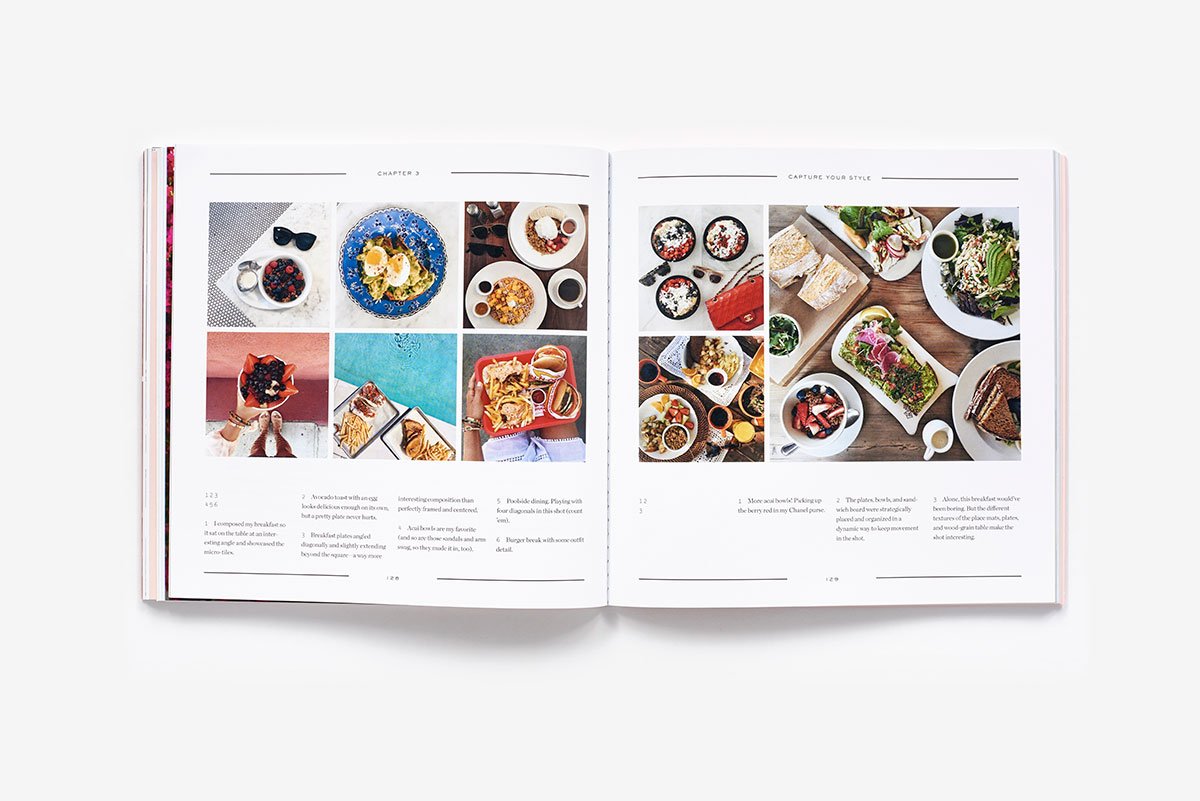 CHAPTER 3
1 2 3
4 5 6
1 I composed my breakfast so
it sat on the table at an inter-
esting angle and showcased the
micro-tiles.
2 Avocado toast with an egg
looks delicious enough on its own,
but a pretty plate never hurts.
3 Breakfast plates angled
diagonally and slightly extending
beyond the square—a way more
interesting composition than
perfectly framed and centered.
4 Acai bowls are my favorite
(and so are those sandals and arm
swag, so they made it in, too).
5 Poolside dining. Playing with
four diagonals in this shot (count
'em).
6 Burger break with some outfit
detail.
128
CAPTURE YOUR STYLE
1 2
3
1 More acai bowls! Picking up
the berry red in my Chanel purse.
2 The plates, bowls, and sand-
wich board were strategically
placed and organized in a
dynamic way to keep movement
in the shot.
3 Alone, this breakfast would've
been boring. But the different
textures of the place mats, plates,
and wood-grain table make the
shot interesting.
129